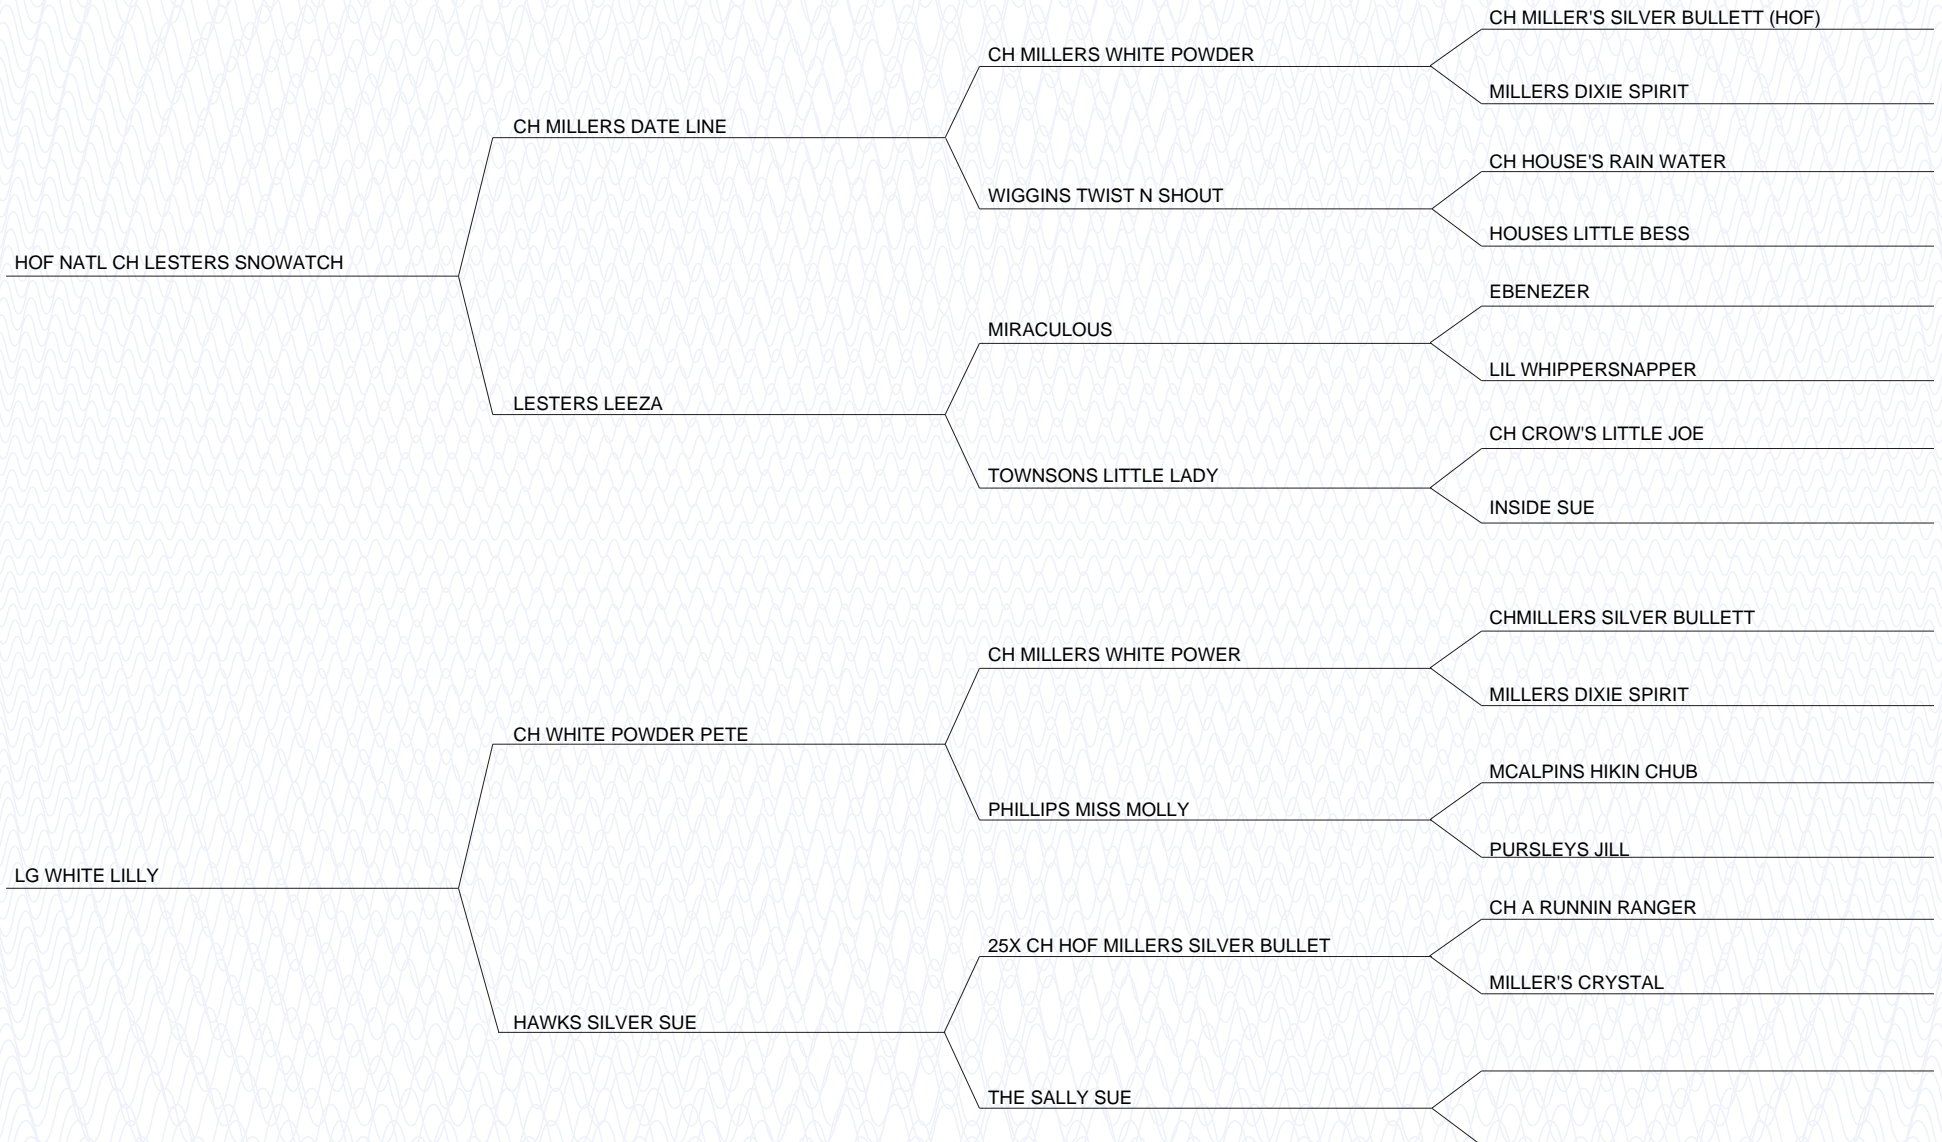 CH MILLER'S SILVER BULLETT (HOF)
CH MILLERS WHITE POWDER
MILLERS DIXIE SPIRIT
CH MILLERS DATE LINE
CH HOUSE'S RAIN WATER
WIGGINS TWIST N SHOUT
HOUSES LITTLE BESS
HOF NATL CH LESTERS SNOWATCH
EBENEZER
MIRACULOUS
LIL WHIPPERSNAPPER
LESTERS LEEZA
CH CROW'S LITTLE JOE
TOWNSONS LITTLE LADY
INSIDE SUE
CHMILLERS SILVER BULLETT
CH MILLERS WHITE POWER
MILLERS DIXIE SPIRIT
CH WHITE POWDER PETE
MCALPINS HIKIN CHUB
PHILLIPS MISS MOLLY
PURSLEYS JILL
LG WHITE LILLY
CH A RUNNIN RANGER
25X CH HOF MILLERS SILVER BULLET
MILLER'S CRYSTAL
HAWKS SILVER SUE
THE SALLY SUE